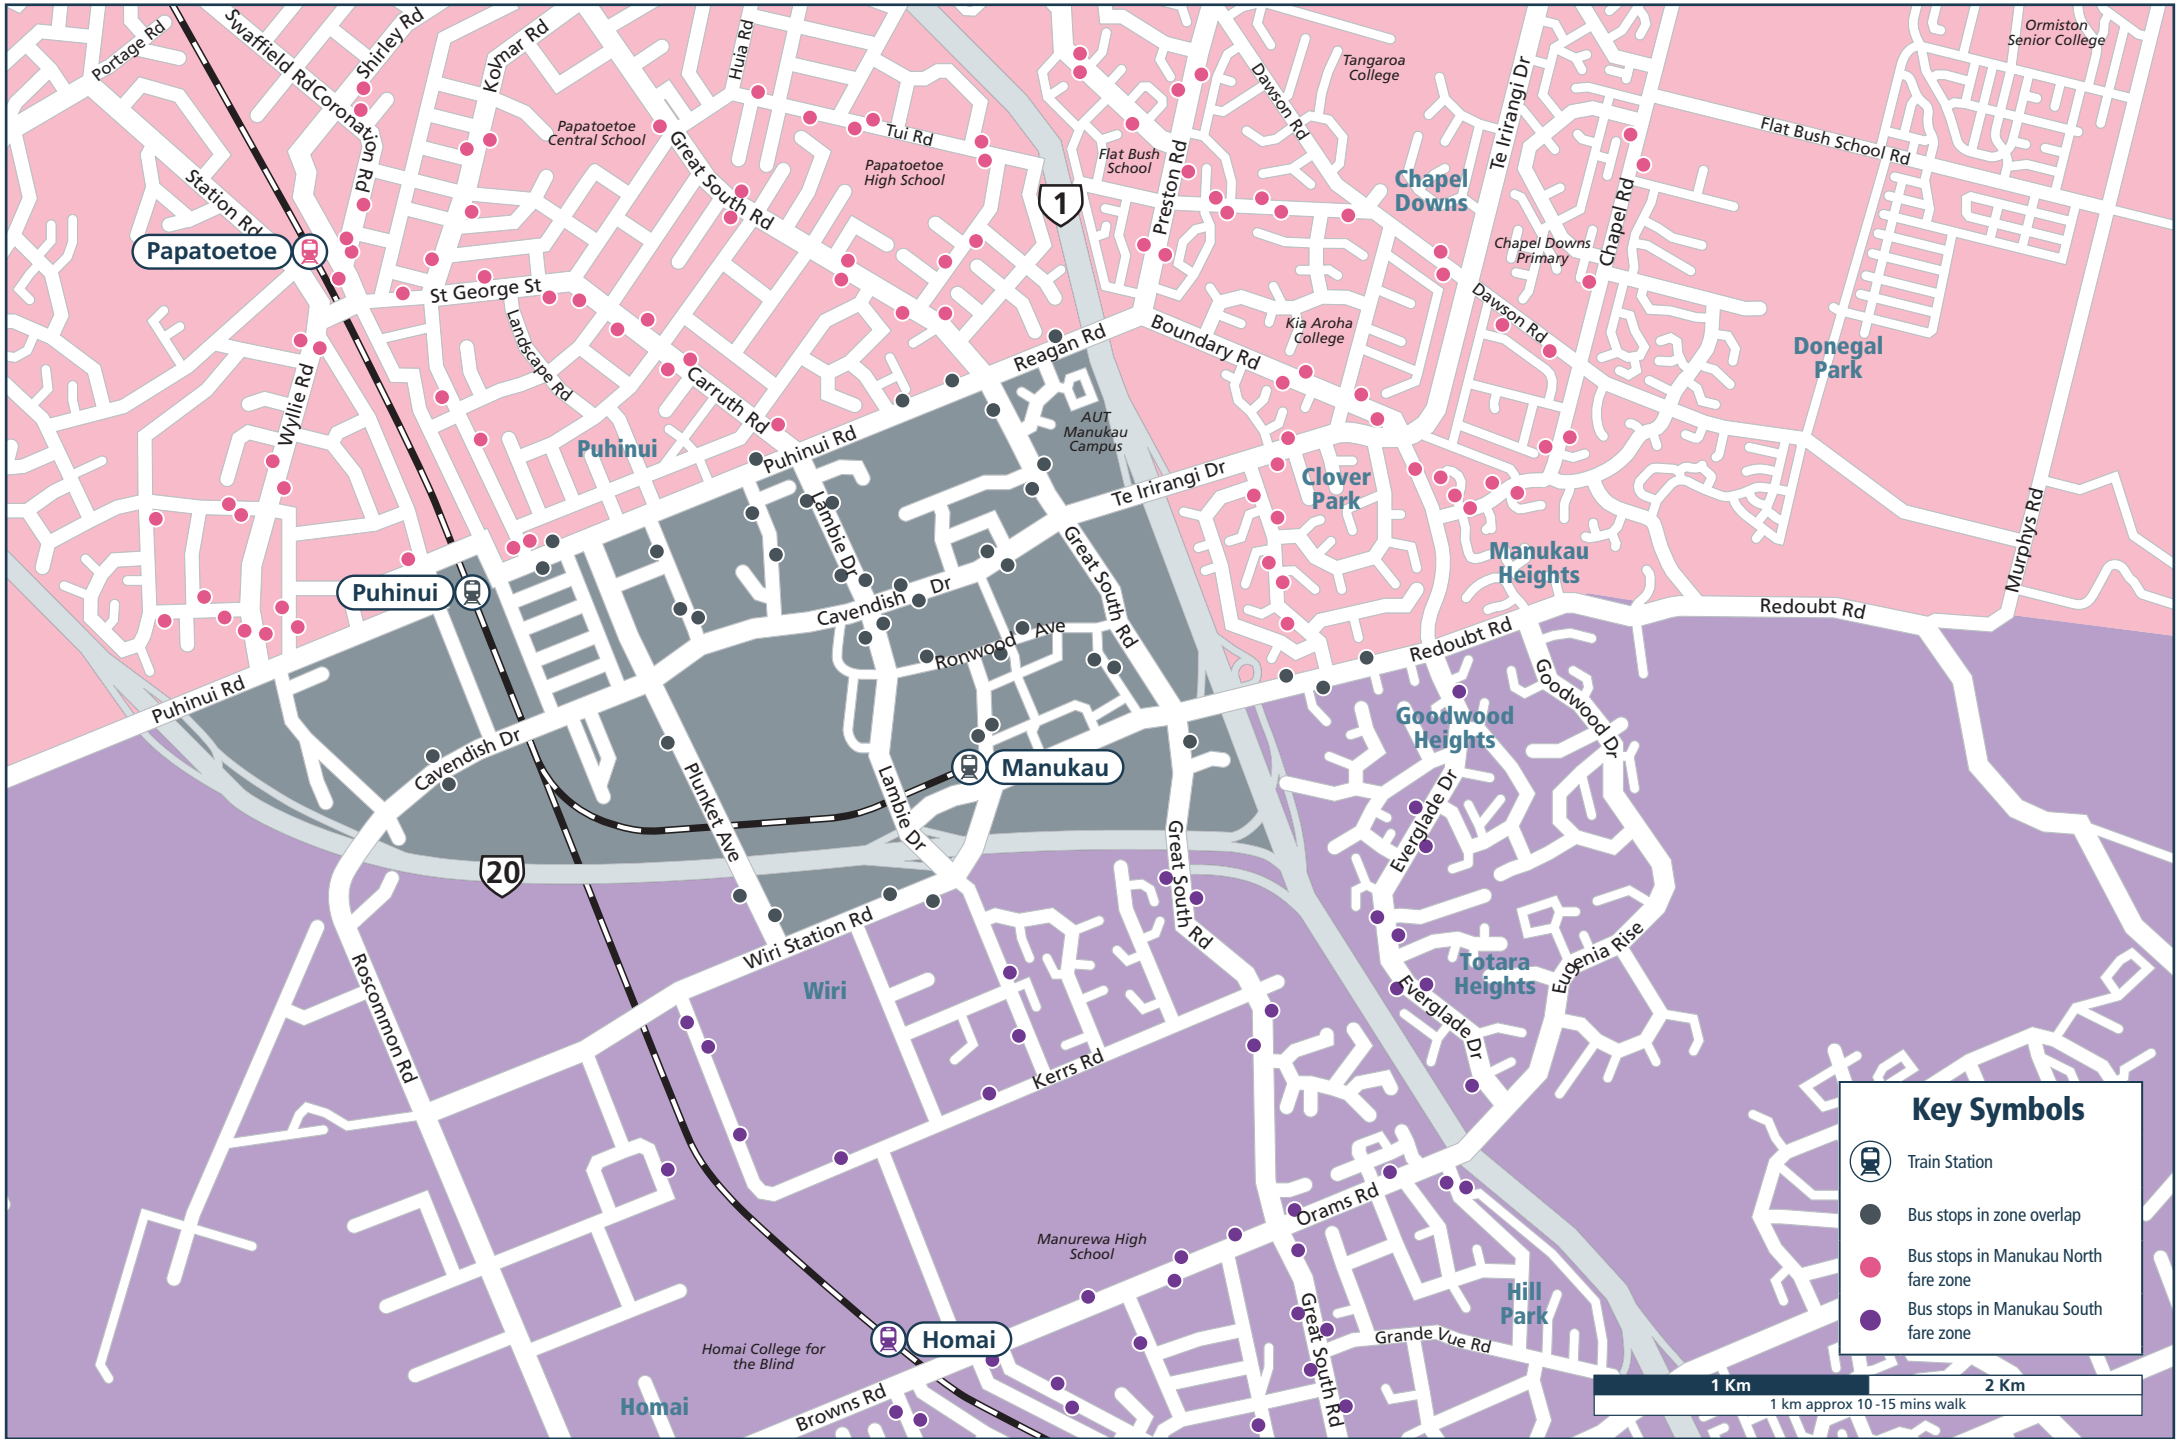 Portage Rd
Swaffield Rd
Shirley Rd
Coronation Rd
Kolmar Rd
Huia Rd
Station Rd
Papatoetoe
Central School
Great South Rd
Tui Rd
Papatoetoe
High School
1
Flat Bush
School
Preston Rd
Dawson Rd
Tangaroa
College
Te Irirangi Dr
Chapel
Downs
Chapel Downs
Primary
Chapel Rd
Flat Bush School Rd
Ormiston
Senior College
Papatoetoe
St George St
Landscape Rd
Wyllie Rd
Carruth Rd
Puhinui
Puhinui Rd
Reagan Rd
Boundary Rd
Kia Aroha
College
Dawson Rd
Donegal
Park
AUT
Manukau
Campus
Te Irirangi Dr
Clover
Park
Manukau
Heights
Murphys Rd
Redoubt Rd
Redoubt Rd
Lambie Dr
Great South Rd
Puhinui
Cavendish Dr
Ronwood Ave
Puhinui Rd
Cavendish Dr
Manukau
Plunket Ave
Lambie Dr
Goodwood
Heights
Goodwood Dr
Everglade Dr
Great South Rd
20
Wiri Station Rd
Wiri
Roscommon Rd
Totara
Heights
Eugenia Rise
Everglade Dr
Kerrs Rd
Orams Rd
Manurewa High
School
Hill
Park
Great South Rd
Grande Vue Rd
Homai
Homai College for
the Blind
Homai
Browns Rd
Key Symbols
Train Station
Bus stops in zone overlap
Bus stops in Manukau North
fare zone
Bus stops in Manukau South
fare zone
1 Km
2 Km
1 km approx 10 -15 mins walk